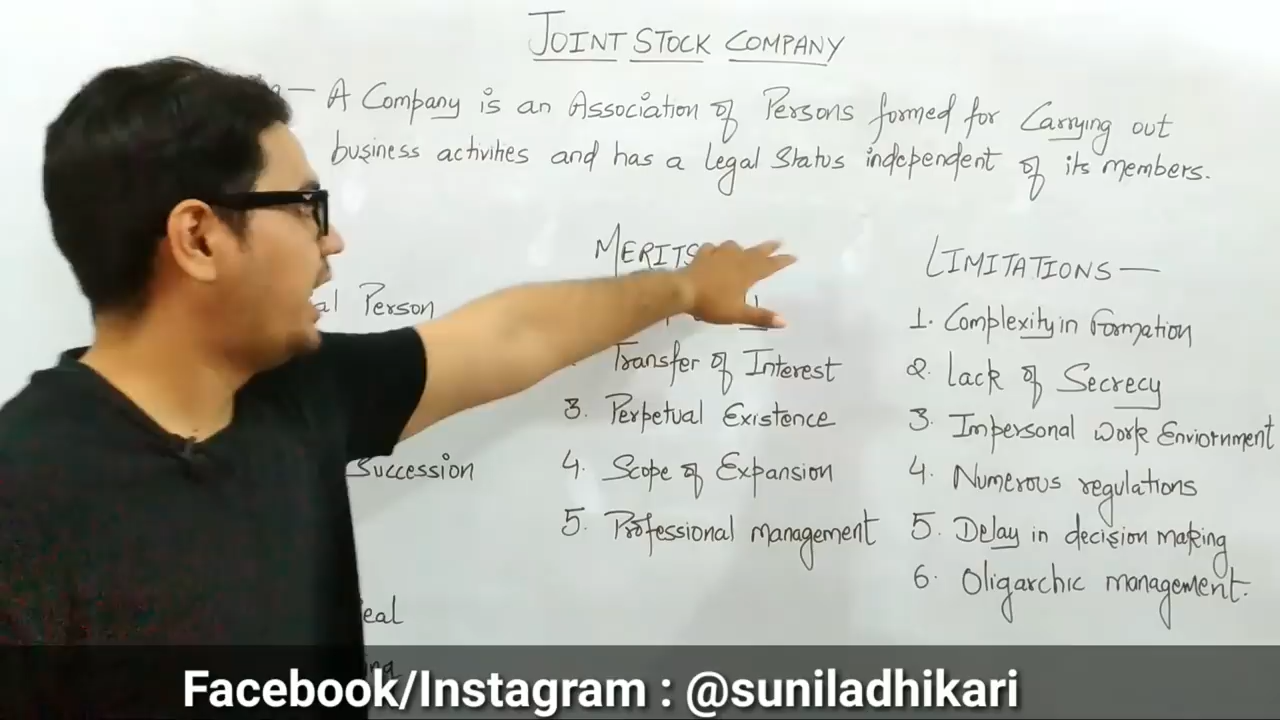 JOINT STOCK COMPANY
— A Company is an Association of Persons formed for Carrying out
business activities and has a legal Status independent of its members.
al Person
Succession
eal
MERITS
Transfer of Interest
3. Perpetual Existence
4. Scope of Expansion
5. Professional management
LIMITATIONS —
1. Complexity in Formation
2. Lack of Secrecy
3. Impersonal Work Enviornment
4. Numerous regulations
5. Delay in decision making
6. Oligarchic management.
Facebook/Instagram : @suniladhikari